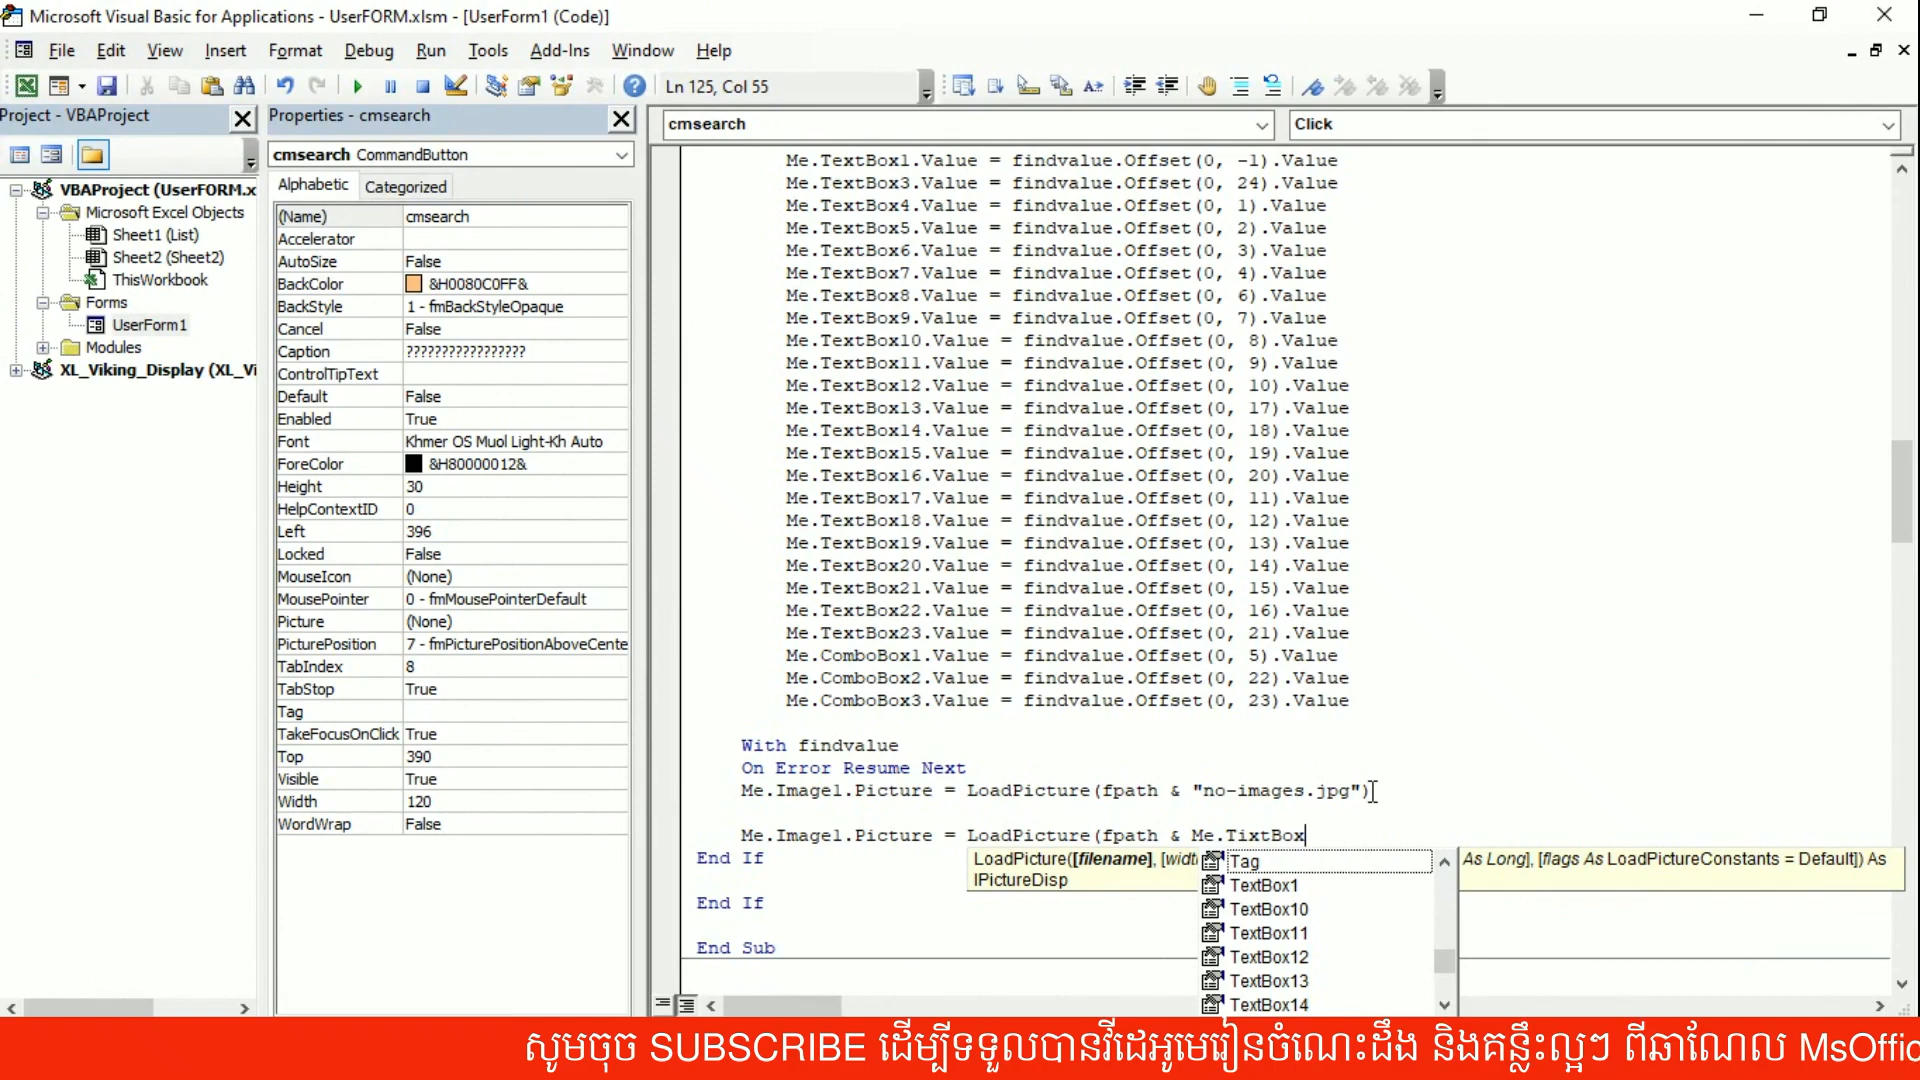 Microsoft Visual Basic for Applications - UserFORM.xlsm - [UserForm1 (Code)]
File Edit View Insert Format Debug Run Tools Add-Ins Window Help
Ln 125, Col 55
Project - VBAProject
VBAProject (UserFORM.x
Microsoft Excel Objects
Sheet1 (List)
Sheet2 (Sheet2)
ThisWorkbook
Forms
UserForm1
Modules
XL_Viking_Display (XL_Vi
Properties - cmsearch
cmsearch CommandButton
Alphabetic Categorized
(Name) cmsearch
Accelerator
AutoSize False
BackColor &H0080C0FF&
BackStyle 1 - fmBackStyleOpaque
Cancel False
Caption ?????????????????
ControlTipText
Default False
Enabled True
Font Khmer OS Muol Light-Kh Auto
ForeColor &H80000012&
Height 30
HelpContextID 0
Left 396
Locked False
MouseIcon (None)
MousePointer 0 - fmMousePointerDefault
Picture (None)
PicturePosition 7 - fmPicturePositionAboveCente
TabIndex 8
TabStop True
Tag
TakeFocusOnClick True
Top 390
Visible True
Width 120
WordWrap False
cmsearch Click
Me.TextBox1.Value = findvalue.Offset(0, -1).Value
Me.TextBox3.Value = findvalue.Offset(0, 24).Value
Me.TextBox4.Value = findvalue.Offset(0, 1).Value
Me.TextBox5.Value = findvalue.Offset(0, 2).Value
Me.TextBox6.Value = findvalue.Offset(0, 3).Value
Me.TextBox7.Value = findvalue.Offset(0, 4).Value
Me.TextBox8.Value = findvalue.Offset(0, 6).Value
Me.TextBox9.Value = findvalue.Offset(0, 7).Value
Me.TextBox10.Value = findvalue.Offset(0, 8).Value
Me.TextBox11.Value = findvalue.Offset(0, 9).Value
Me.TextBox12.Value = findvalue.Offset(0, 10).Value
Me.TextBox13.Value = findvalue.Offset(0, 17).Value
Me.TextBox14.Value = findvalue.Offset(0, 18).Value
Me.TextBox15.Value = findvalue.Offset(0, 19).Value
Me.TextBox16.Value = findvalue.Offset(0, 20).Value
Me.TextBox17.Value = findvalue.Offset(0, 11).Value
Me.TextBox18.Value = findvalue.Offset(0, 12).Value
Me.TextBox19.Value = findvalue.Offset(0, 13).Value
Me.TextBox20.Value = findvalue.Offset(0, 14).Value
Me.TextBox21.Value = findvalue.Offset(0, 15).Value
Me.TextBox22.Value = findvalue.Offset(0, 16).Value
Me.TextBox23.Value = findvalue.Offset(0, 21).Value
Me.ComboBox1.Value = findvalue.Offset(0, 5).Value
Me.ComboBox2.Value = findvalue.Offset(0, 22).Value
Me.ComboBox3.Value = findvalue.Offset(0, 23).Value
With findvalue
On Error Resume Next
Me.Image1.Picture = LoadPicture(fpath & "no-images.jpg")
Me.Image1.Picture = LoadPicture(fpath & Me.TixtBox
End If
LoadPicture([filename], [widt As Long], [flags As LoadPictureConstants = Default]) As
IPictureDisp
Tag
TextBox1
TextBox10
TextBox11
TextBox12
TextBox13
TextBox14
End If
End Sub
សូមចុច SUBSCRIBE ដើម្បីទទួលបានវីដេអូមេរៀនចំណេះដឹង និងគន្លឹះល្អៗ ពីឆាណែល MsOffic